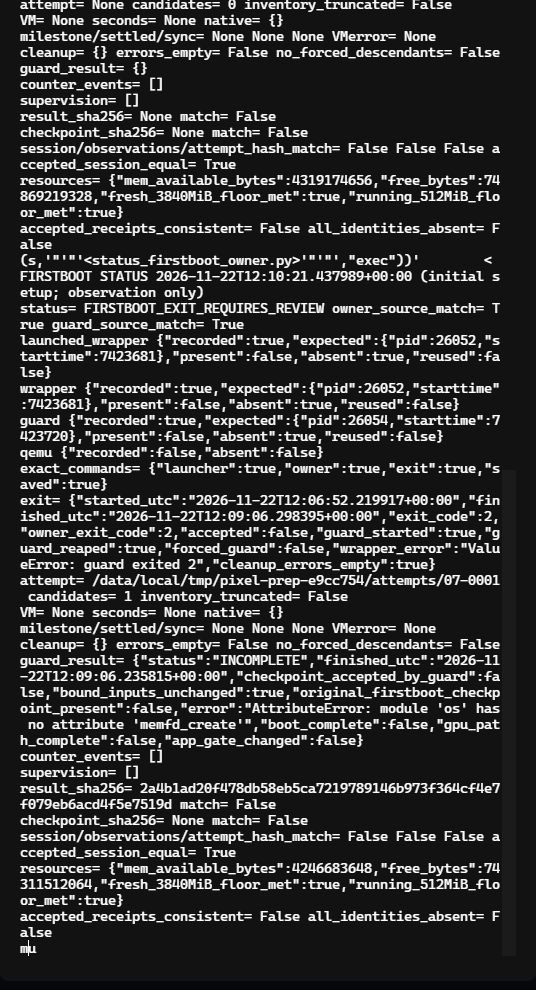 attempt= None candidates= 0 inventory_truncated= False
VM= None seconds= None native= {}
milestone/settled/sync= None None None VMerror= None
cleanup= {} errors_empty= False no_forced_descendants= False
guard_result= {}
counter_events= []
supervision= []
result_sha256= None match= False
checkpoint_sha256= None match= False
session/observations/attempt_hash_match= False False False a
ccepted_session_equal= True
resources= {"mem_available_bytes":4319174656,"free_bytes":74
869219328,"fresh_3840MiB_floor_met":true,"running_512MiB_flo
or_met":true}
accepted_receipts_consistent= False all_identities_absent= F
alse
(s,'"'"'<status_firstboot_owner.py>'"'"',"exec"))'        <
FIRSTBOOT STATUS 2026-11-22T12:10:21.437989+00:00 (initial s
etup; observation only)
status= FIRSTBOOT_EXIT_REQUIRES_REVIEW owner_source_match= T
rue guard_source_match= True
launched_wrapper {"recorded":true,"expected":{"pid":26052,"s
tarttime":7423681},"present":false,"absent":true,"reused":fa
lse}
wrapper {"recorded":true,"expected":{"pid":26052,"starttime"
:7423681},"present":false,"absent":true,"reused":false}
guard {"recorded":true,"expected":{"pid":26054,"starttime":7
423720},"present":false,"absent":true,"reused":false}
qemu {"recorded":false,"absent":false}
exact_commands= {"launcher":true,"owner":true,"exit":true,"s
aved":true}
exit= {"started_utc":"2026-11-22T12:06:52.219917+00:00","fin
ished_utc":"2026-11-22T12:09:06.298395+00:00","exit_code":2,
"owner_exit_code":2,"accepted":false,"guard_started":true,"g
uard_reaped":true,"forced_guard":false,"wrapper_error":"Valu
eError: guard exited 2","cleanup_errors_empty":true}
attempt= /data/local/tmp/pixel-prep-e9cc754/attempts/07-0001
 candidates= 1 inventory_truncated= False
VM= None seconds= None native= {}
milestone/settled/sync= None None None VMerror= None
cleanup= {} errors_empty= False no_forced_descendants= False
guard_result= {"status":"INCOMPLETE","finished_utc":"2026-11
-22T12:09:06.235815+00:00","checkpoint_accepted_by_guard":fa
lse,"bound_inputs_unchanged":true,"original_firstboot_checkp
oint_present":false,"error":"AttributeError: module 'os' has
 no attribute 'memfd_create'","boot_complete":false,"gpu_pat
h_complete":false,"app_gate_changed":false}
counter_events= []
supervision= []
result_sha256= 2a4b1ad20f478db58eb5ca7219789146b973f364cf4e7
f079eb6acd4f5e7519d match= False
checkpoint_sha256= None match= False
session/observations/attempt_hash_match= False False False a
ccepted_session_equal= True
resources= {"mem_available_bytes":4246683648,"free_bytes":74
311512064,"fresh_3840MiB_floor_met":true,"running_512MiB_flo
or_met":true}
accepted_receipts_consistent= False all_identities_absent= F
alse
mu